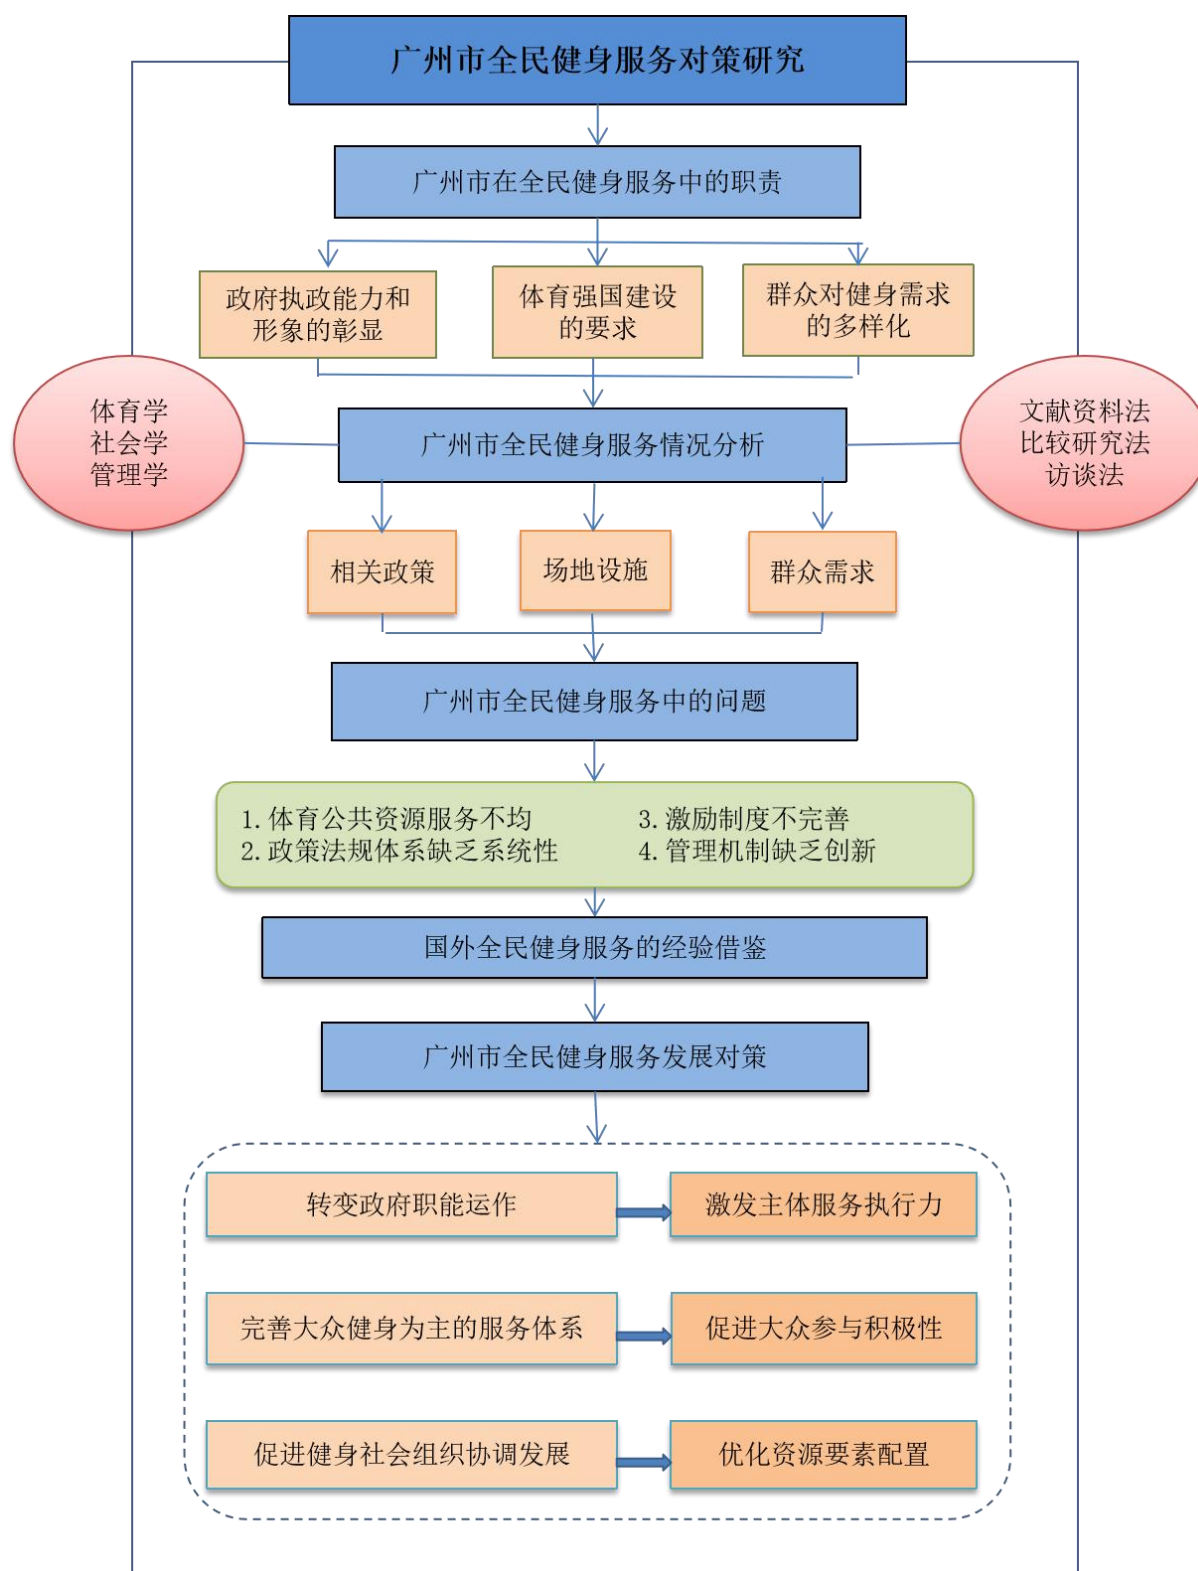 广州市全民健身服务对策研究
广州市在全民健身服务中的职责
政府执政能力和
形象的彰显
体育强国建设
的要求
群众对健身需求
的多样化
体育学
社会学
管理学
广州市全民健身服务情况分析
文献资料法
比较研究法
访谈法
相关政策
场地设施
群众需求
广州市全民健身服务中的问题
1. 体育公共资源服务不均
2. 政策法规体系缺乏系统性
3. 激励制度不完善
4. 管理机制缺乏创新
国外全民健身服务的经验借鉴
广州市全民健身服务发展对策
转变政府职能运作
激发主体服务执行力
完善大众健身为主的服务体系
促进大众参与积极性
促进健身社会组织协调发展
优化资源要素配置